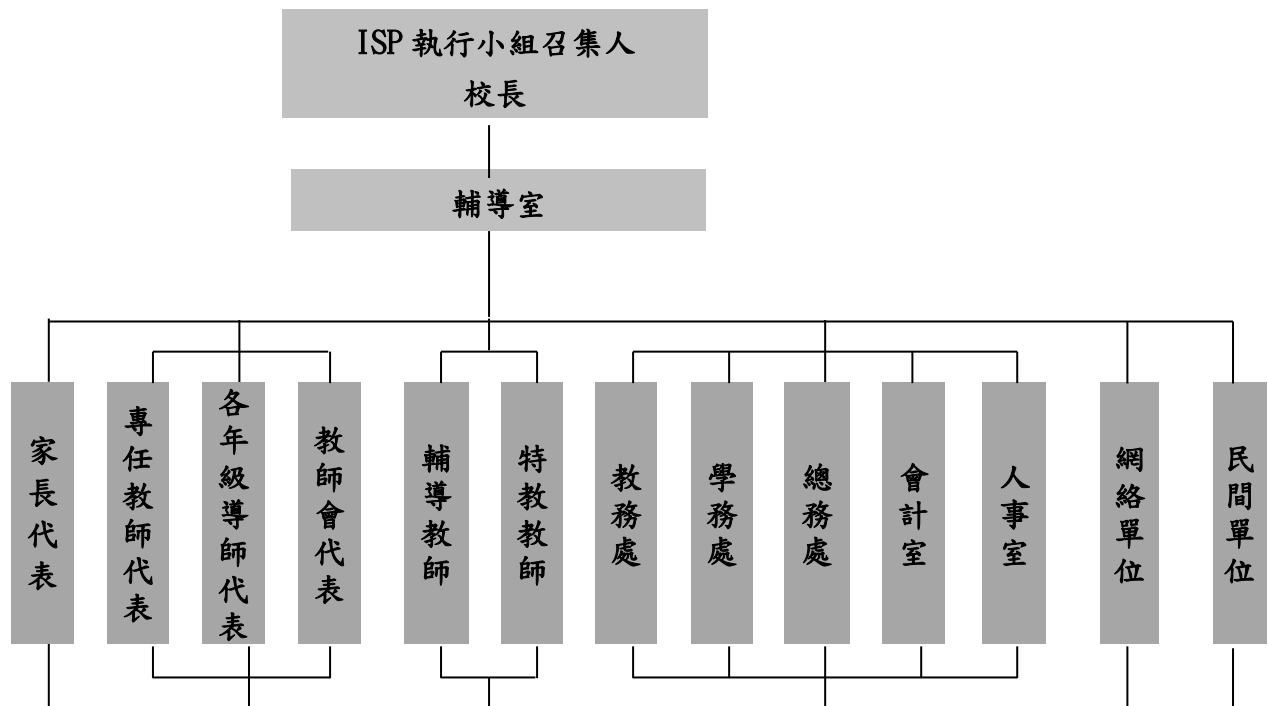 ISP 執行小組召集人
校長
輔導室
家長代表
專任教師代表
各年級導師代表
教師會代表
輔導教師
特教教師
教務處
學務處
總務處
會計室
人事室
網絡單位
民間單位